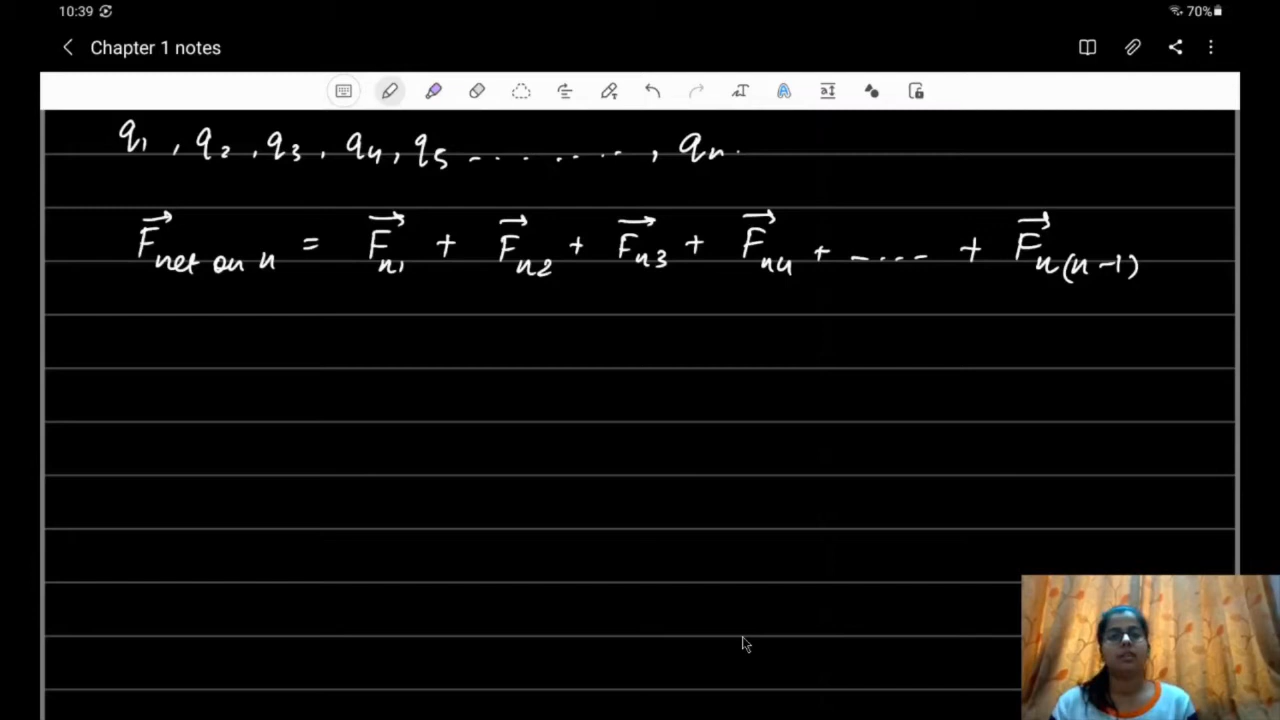 10:39 70%
Chapter 1 notes
q₁, q₂, q₃, q₄, q₅ - - . . . . . ., qₙ.
F⃗net on n = F⃗n1 + F⃗n2 + F⃗n3 + F⃗n4 + - . . . - + F⃗n(n-1)